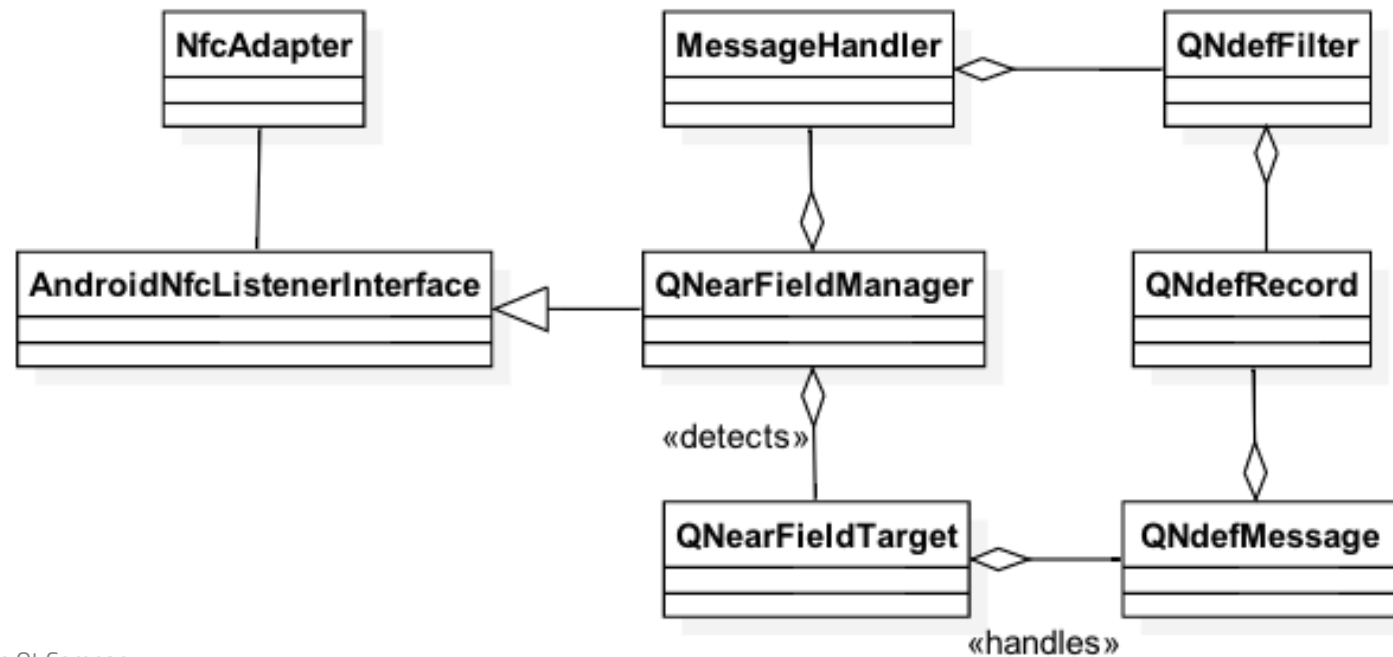 NfcAdapter
MessageHandler
QNdefFilter
AndroidNfcListenerInterface
QNearFieldManager
QNdefRecord
«detects»
QNearFieldTarget
QNdefMessage
«handles»